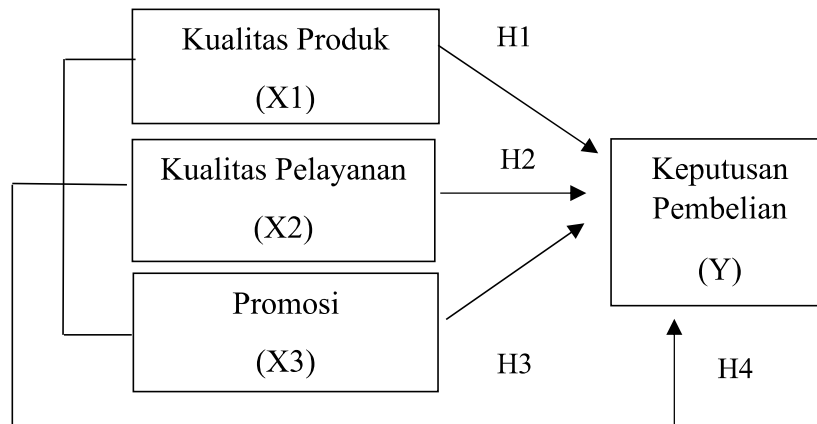 Kualitas Produk
(X1)
H1
Kualitas Pelayanan
(X2)
H2
Keputusan
Pembelian
(Y)
Promosi
(X3)
H3
H4